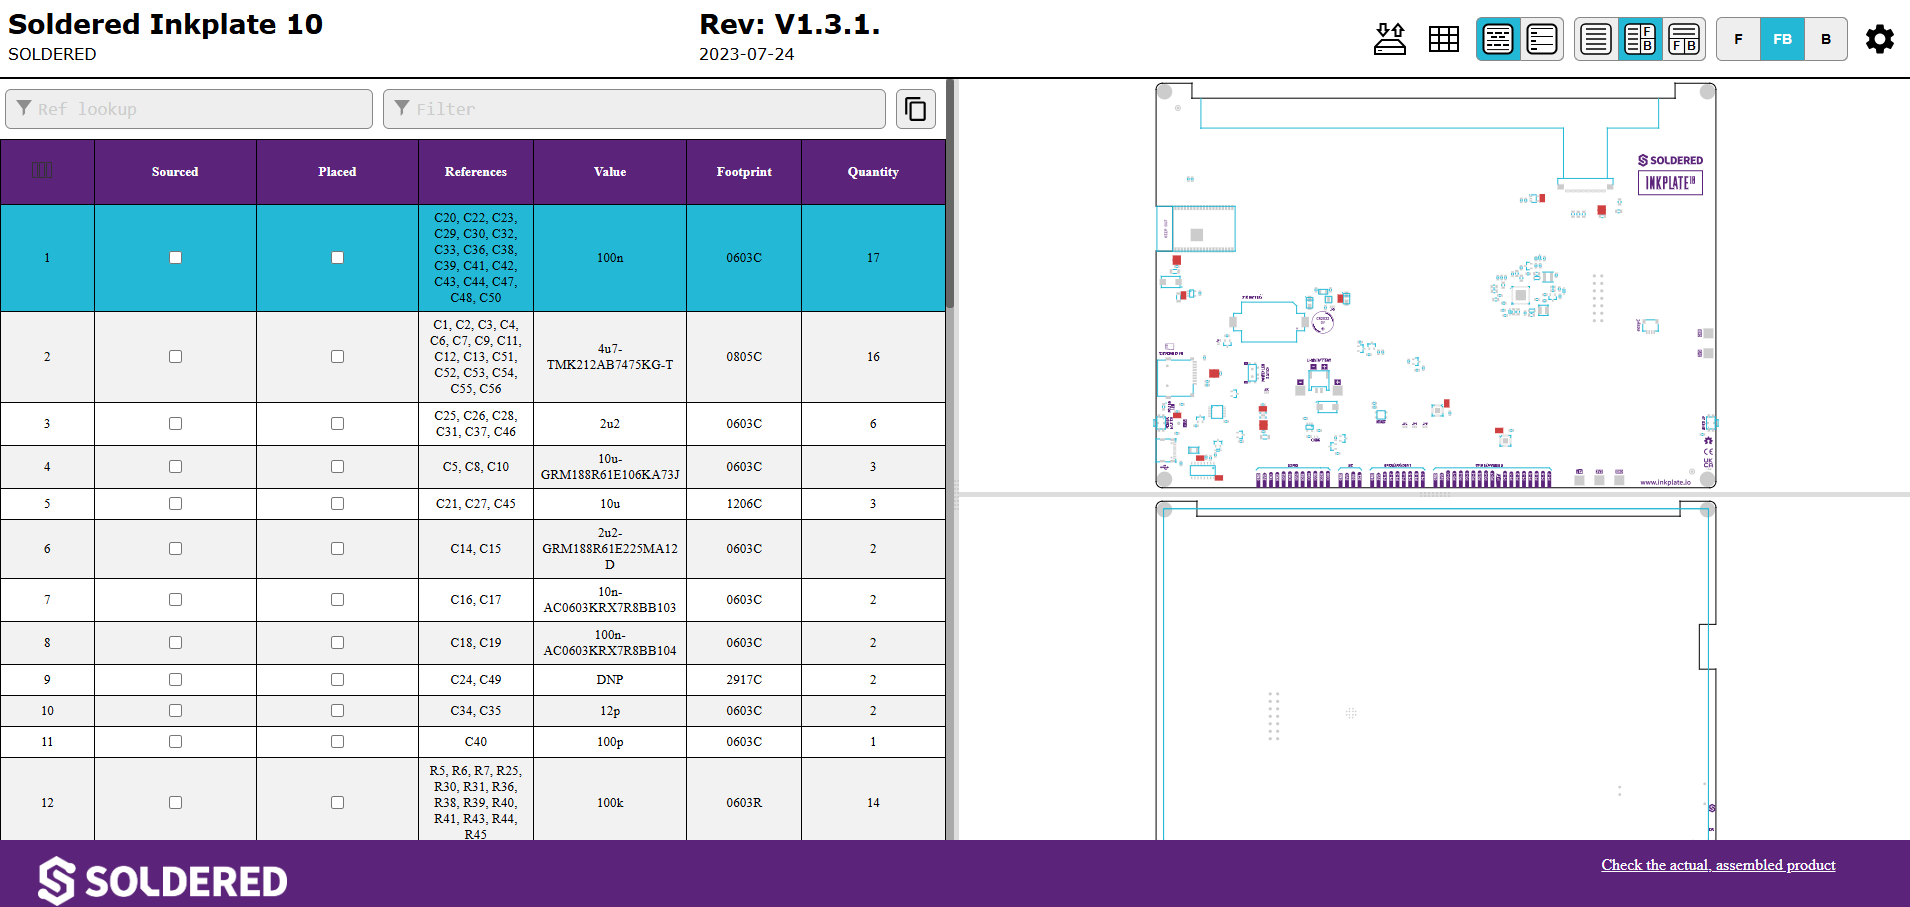 Soldered Inkplate 10
SOLDERED
Rev: V1.3.1.
2023-07-24
F
B
F B
F
FB
B
Ref lookup
Filter
Sourced
Placed
References
Value
Footprint
Quantity
1
C20, C22, C23,
C29, C30, C32,
C33, C36, C38,
C39, C41, C42,
C43, C44, C47,
C48, C50
100n
0603C
17
2
C1, C2, C3, C4,
C6, C7, C9, C11,
C12, C13, C51,
C52, C53, C54,
C55, C56
4u7-
TMK212AB7475KG-T
0805C
16
3
C25, C26, C28,
C31, C37, C46
2u2
0603C
6
4
C5, C8, C10
10u-
GRM188R61E106KA73J
0603C
3
5
C21, C27, C45
10u
1206C
3
6
C14, C15
2u2-
GRM188R61E225MA12
D
0603C
2
7
C16, C17
10n-
AC0603KRX7R8BB103
0603C
2
8
C18, C19
100n-
AC0603KRX7R8BB104
0603C
2
9
C24, C49
DNP
2917C
2
10
C34, C35
12p
0603C
2
11
C40
100p
0603C
1
12
R5, R6, R7, R25,
R30, R31, R36,
R38, R39, R40,
R41, R43, R44,
R45
100k
0603R
14
SOLDERED
INKPLATE10
www.inkplate.io
SOLDERED
Check the actual, assembled product